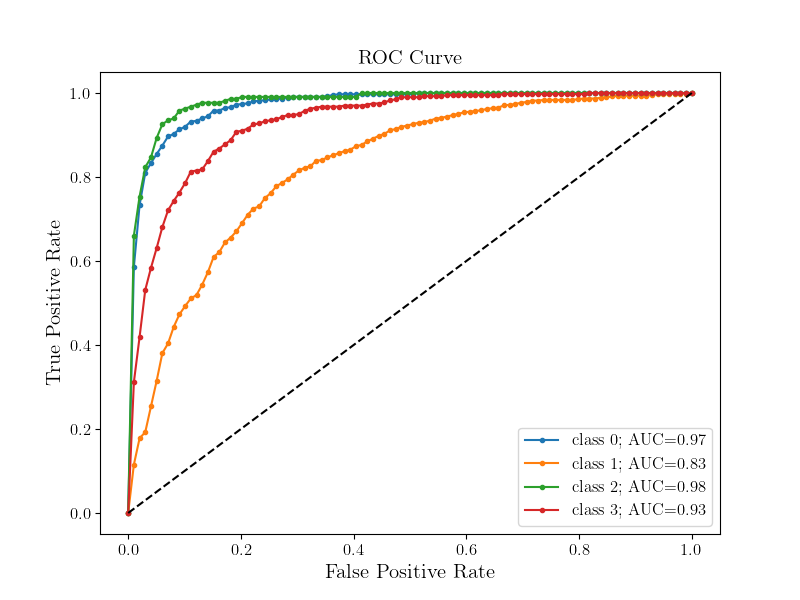 ROC Curve
1.0
0.8
0.6
0.4
0.2
0.0
True Positive Rate
class 0; AUC=0.97
class 1; AUC=0.83
class 2; AUC=0.98
class 3; AUC=0.93
0.0 0.2 0.4 0.6 0.8 1.0
False Positive Rate